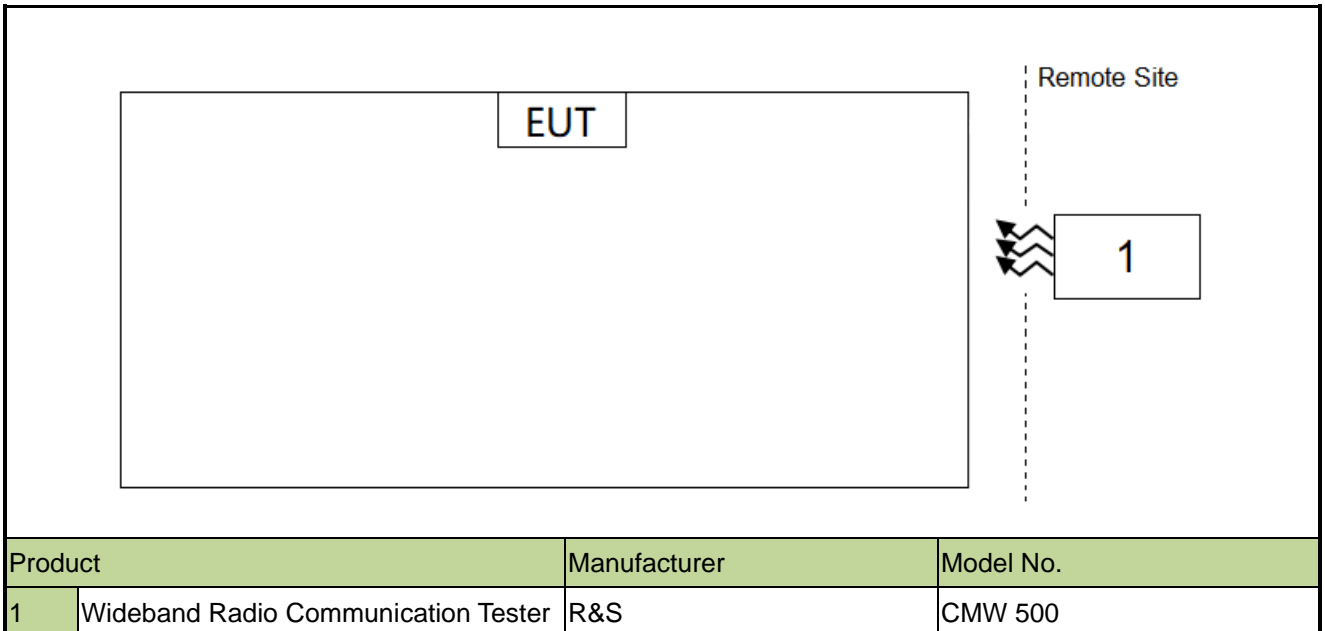 Remote Site
EUT
1
Product Manufacturer Model No.
1 Wideband Radio Communication Tester R&S CMW 500